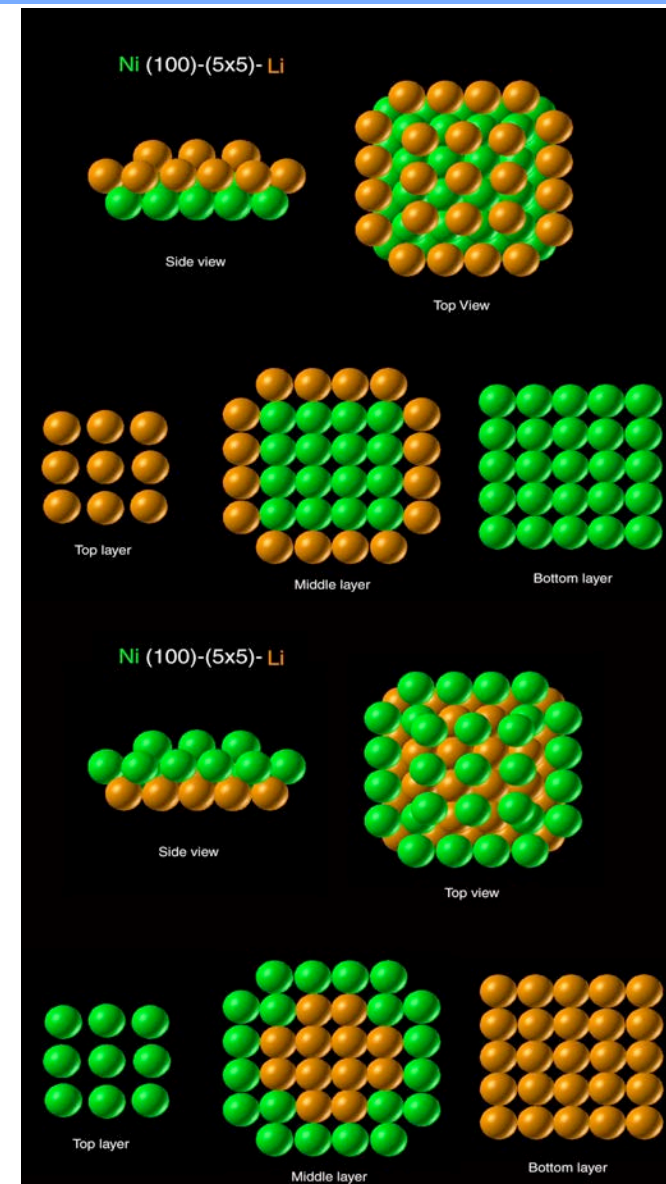 Ni (100)-(5x5)- Li
Side view
Top View
Top layer
Middle layer
Bottom layer
Ni (100)-(5x5)- Li
Side view
Top view
Top layer
Middle layer
Bottom layer